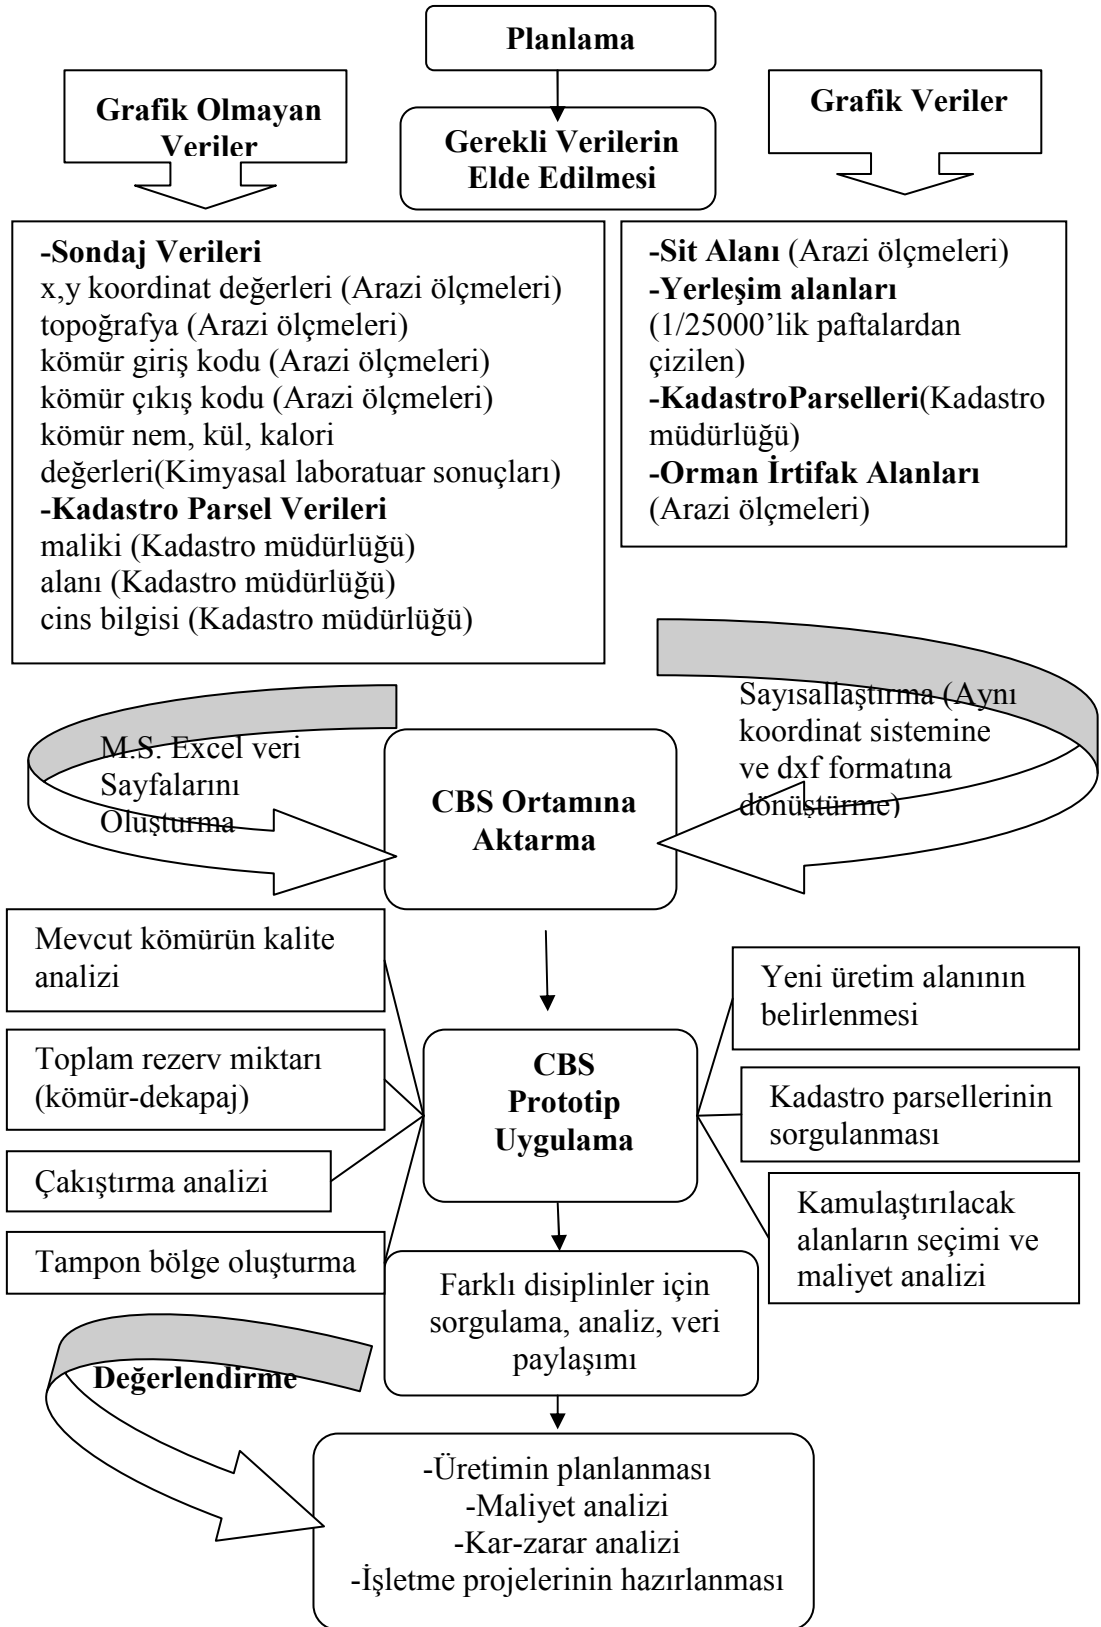 Planlama
Grafik Olmayan
Veriler
Gerekli Verilerin
Elde Edilmesi
Grafik Veriler
-Sondaj Verileri
x,y koordinat değerleri (Arazi ölçmeleri)
topoğrafya (Arazi ölçmeleri)
kömür giriş kodu (Arazi ölçmeleri)
kömür çıkış kodu (Arazi ölçmeleri)
kömür nem, kül, kalori
değerleri(Kimyasal laboratuar sonuçları)
-Kadastro Parsel Verileri
maliki (Kadastro müdürlüğü)
alanı (Kadastro müdürlüğü)
cins bilgisi (Kadastro müdürlüğü)
-Sit Alanı (Arazi ölçmeleri)
-Yerleşim alanları
(1/25000’lik paftalardan
çizilen)
-KadastroParselleri(Kadastro
müdürlüğü)
-Orman İrtifak Alanları
(Arazi ölçmeleri)
M.S. Excel veri
Sayfalarını
Oluşturma
CBS Ortamına
Aktarma
Sayısallaştırma (Aynı
koordinat sistemine
ve dxf formatına
dönüştürme)
Mevcut kömürün kalite
analizi
Toplam rezerv miktarı
(kömür-dekapaj)
Çakıştırma analizi
Tampon bölge oluşturma
CBS
Prototip
Uygulama
Yeni üretim alanının
belirlenmesi
Kadastro parsellerinin
sorgulanması
Kamulaştırılacak
alanların seçimi ve
maliyet analizi
Farklı disiplinler için
sorgulama, analiz, veri
paylaşımı
Değerlendirme
-Üretimin planlanması
-Maliyet analizi
-Kar-zarar analizi
-İşletme projelerinin hazırlanması